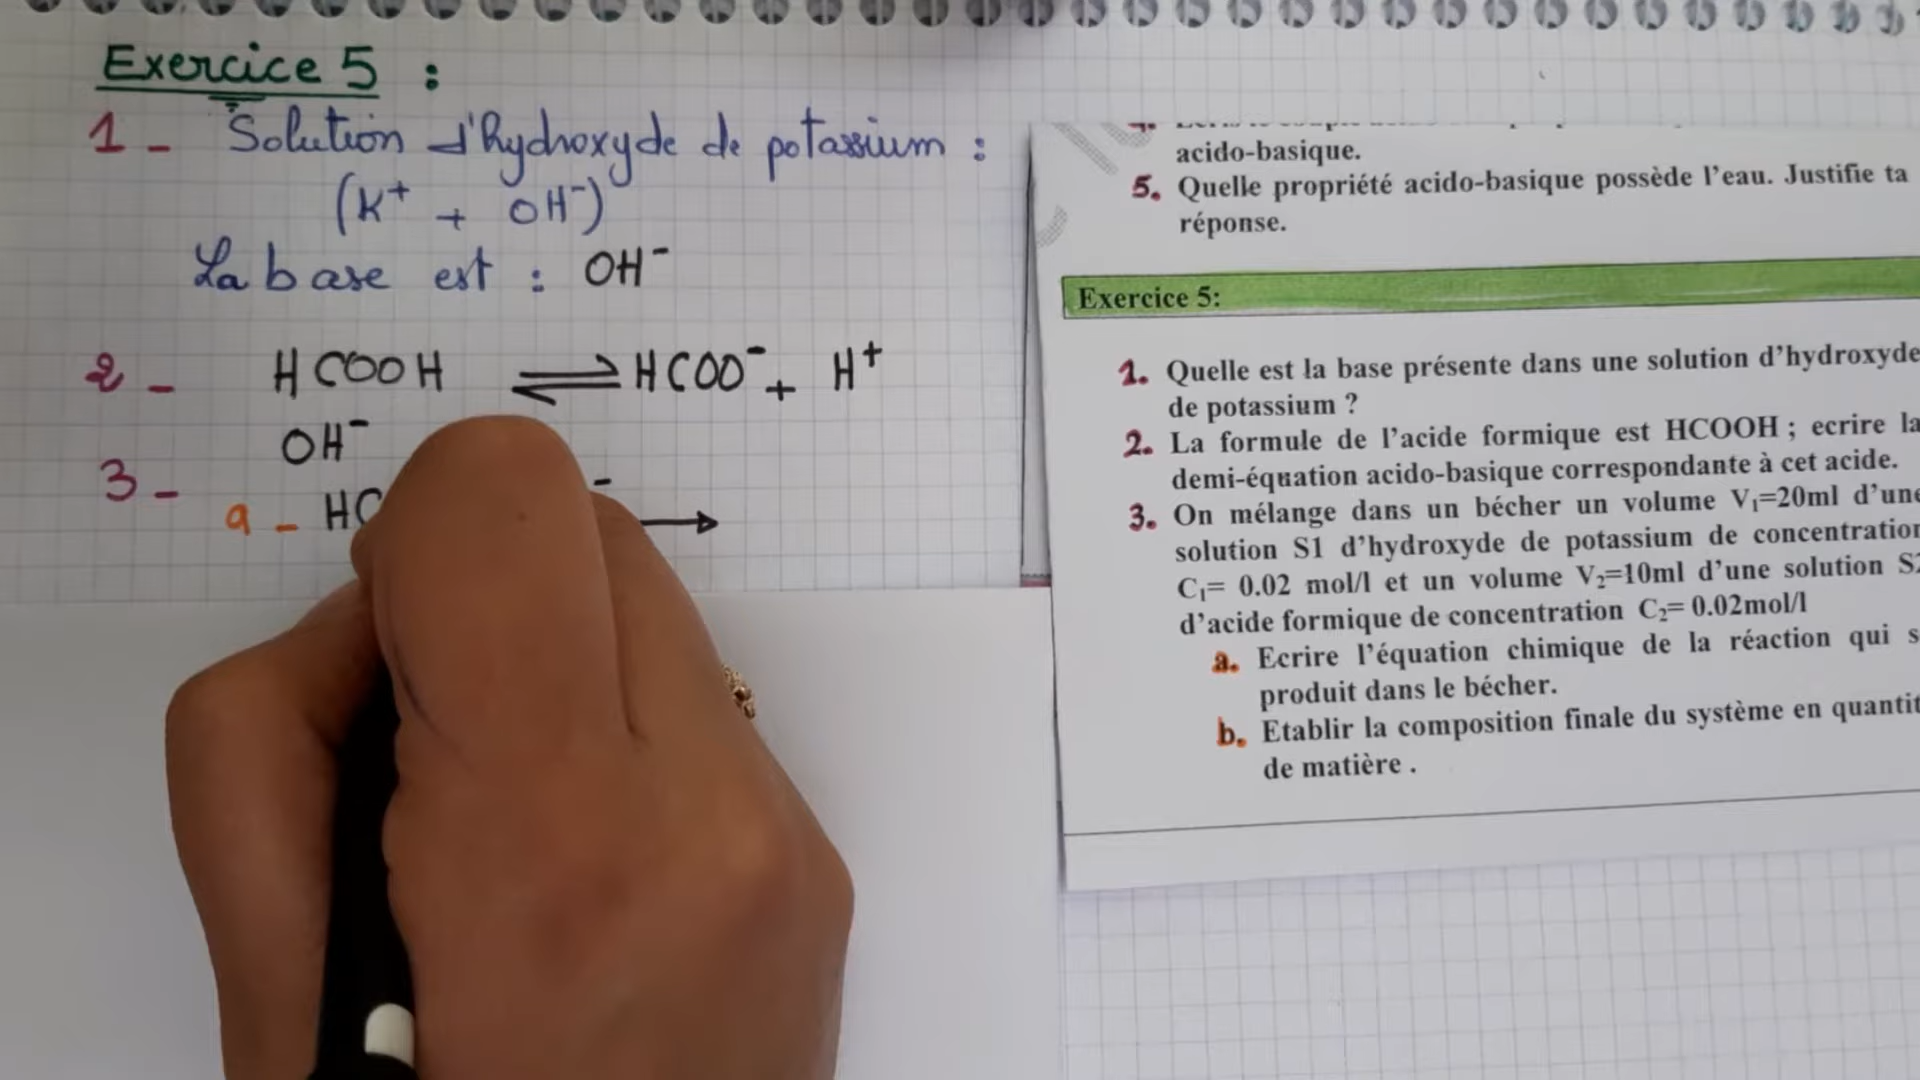 Exercice 5 :
1 - Solution d'hydroxyde de potassium :
(K⁺ + OH⁻)
La base est : OH⁻
2 - HCOOH ⇌ HCOO⁻ + H⁺
OH⁻
3 -
a - HC ⁻ →
acido-basique.
5. Quelle propriété acido-basique possède l'eau. Justifie ta
réponse.
Exercice 5:
1. Quelle est la base présente dans une solution d'hydroxyde
de potassium ?
2. La formule de l'acide formique est HCOOH ; ecrire la
demi-équation acido-basique correspondante à cet acide.
3. On mélange dans un bécher un volume V₁=20ml d'une
solution S1 d'hydroxyde de potassium de concentration
C₁= 0.02 mol/l et un volume V₂=10ml d'une solution S2
d'acide formique de concentration C₂= 0.02mol/l
a. Ecrire l'équation chimique de la réaction qui s
produit dans le bécher.
b. Etablir la composition finale du système en quantit
de matière .